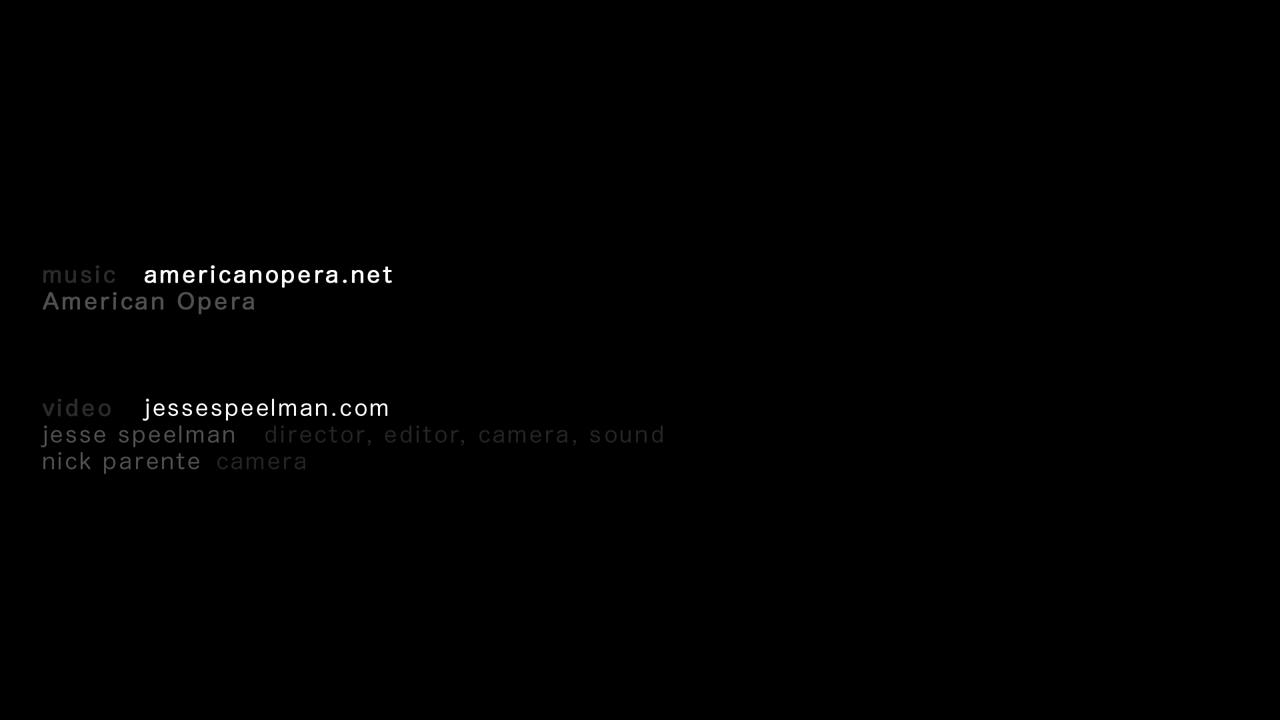 music americanopera.net
American Opera
video jessespeelman.com
jesse speelman director, editor, camera, sound
nick parente camera